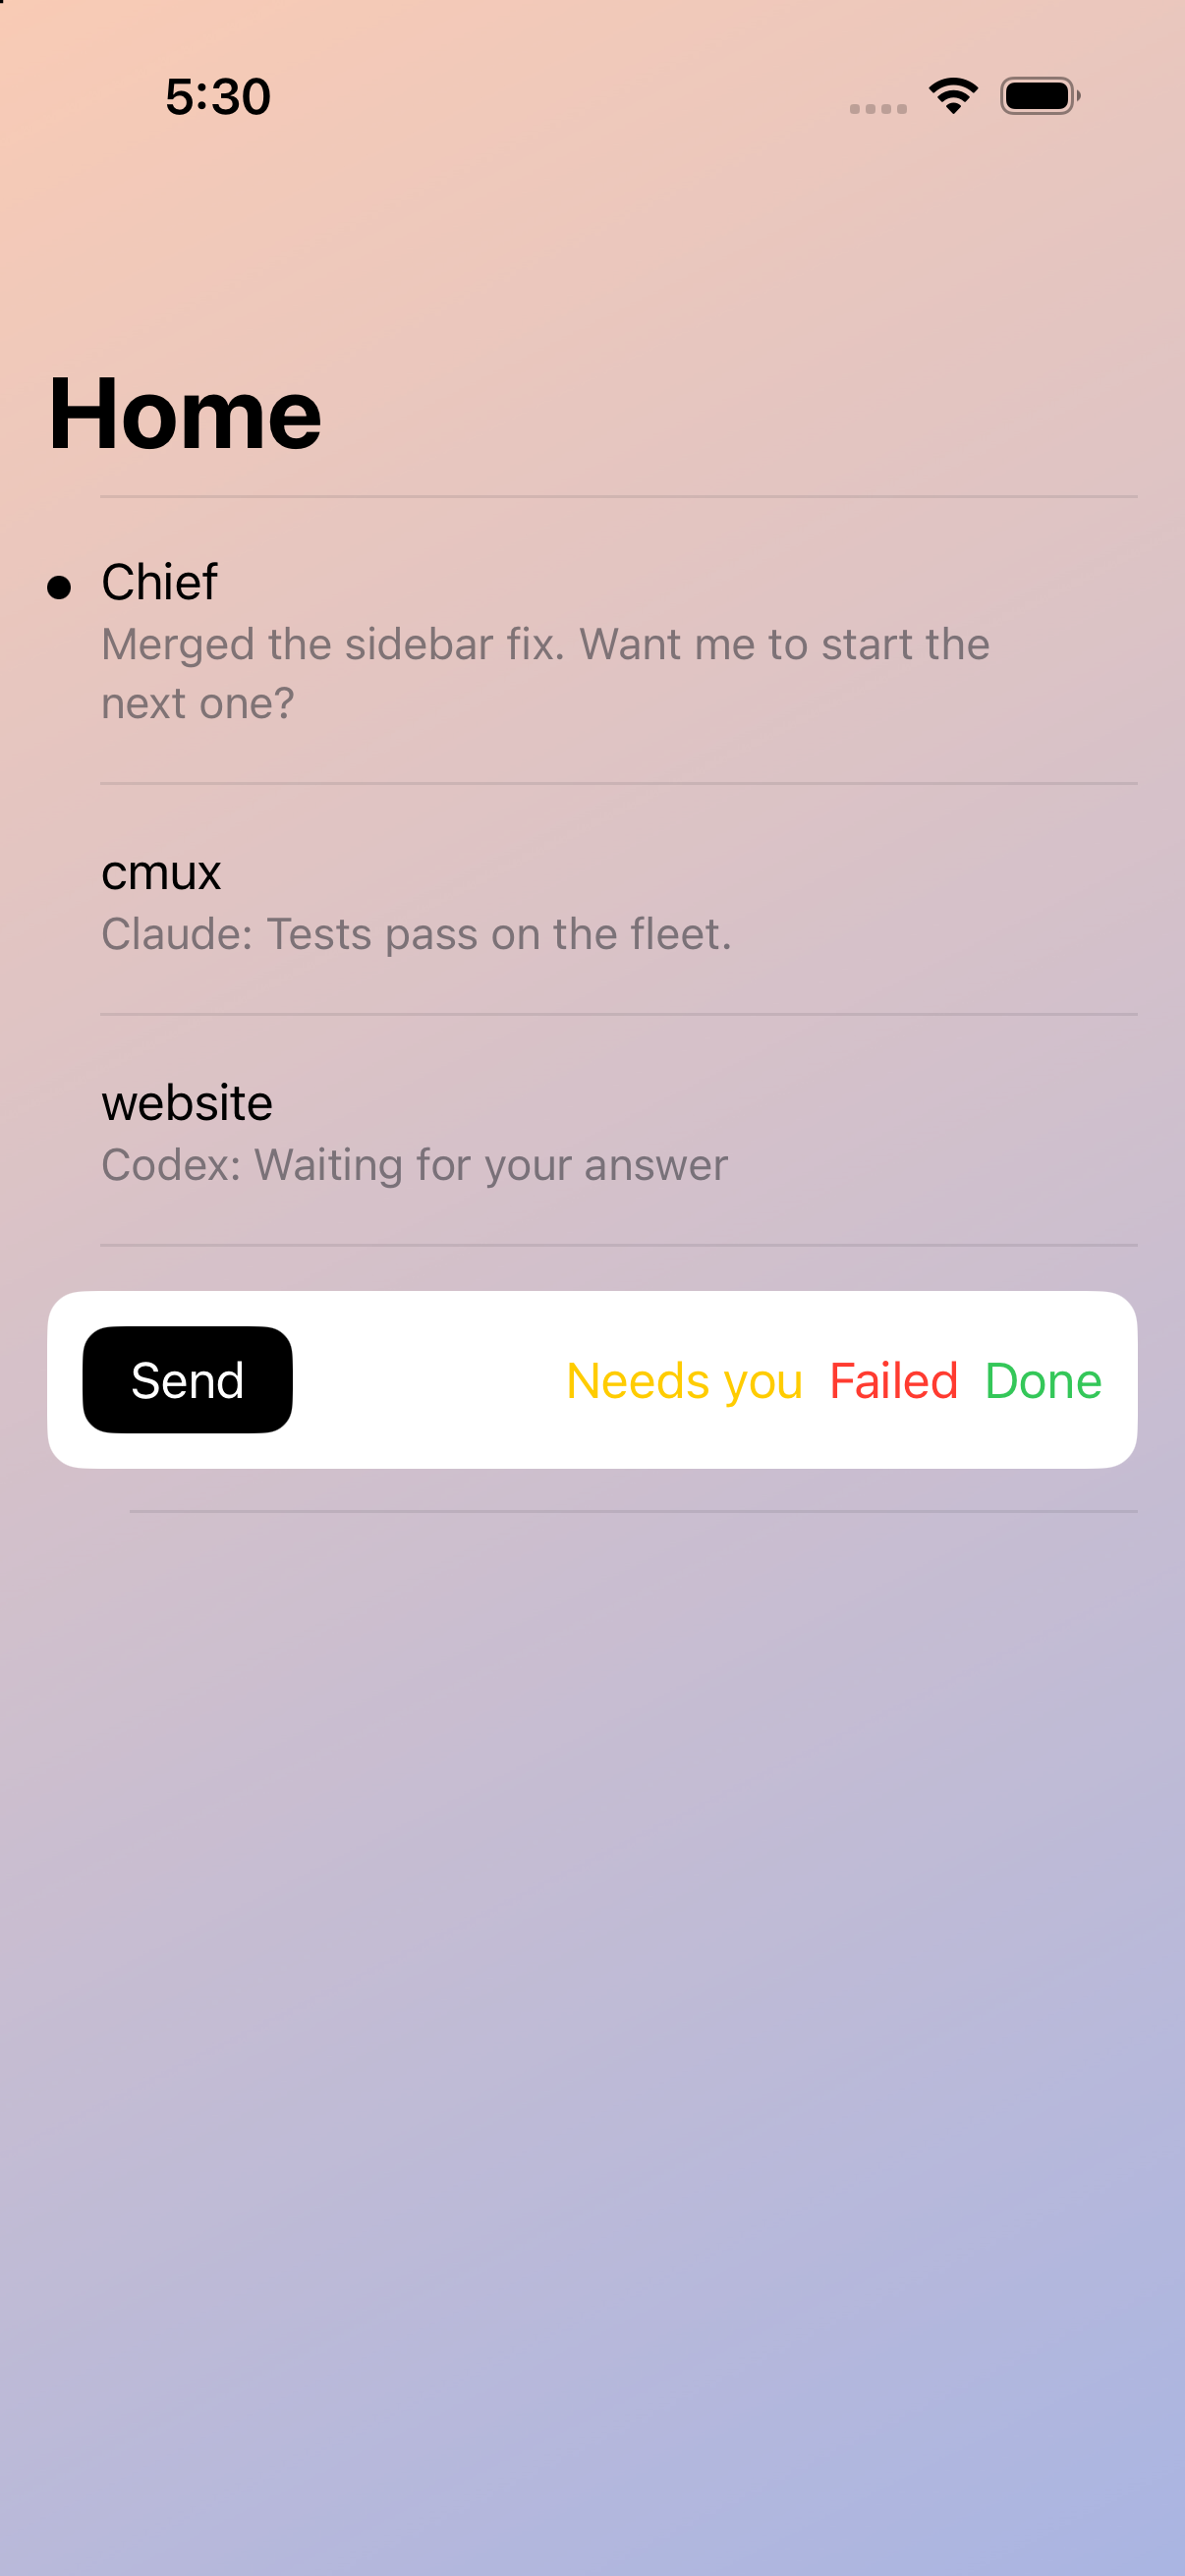 5:30
Home
Chief
Merged the sidebar fix. Want me to start the
next one?
cmux
Claude: Tests pass on the fleet.
website
Codex: Waiting for your answer
Send Needs you Failed Done